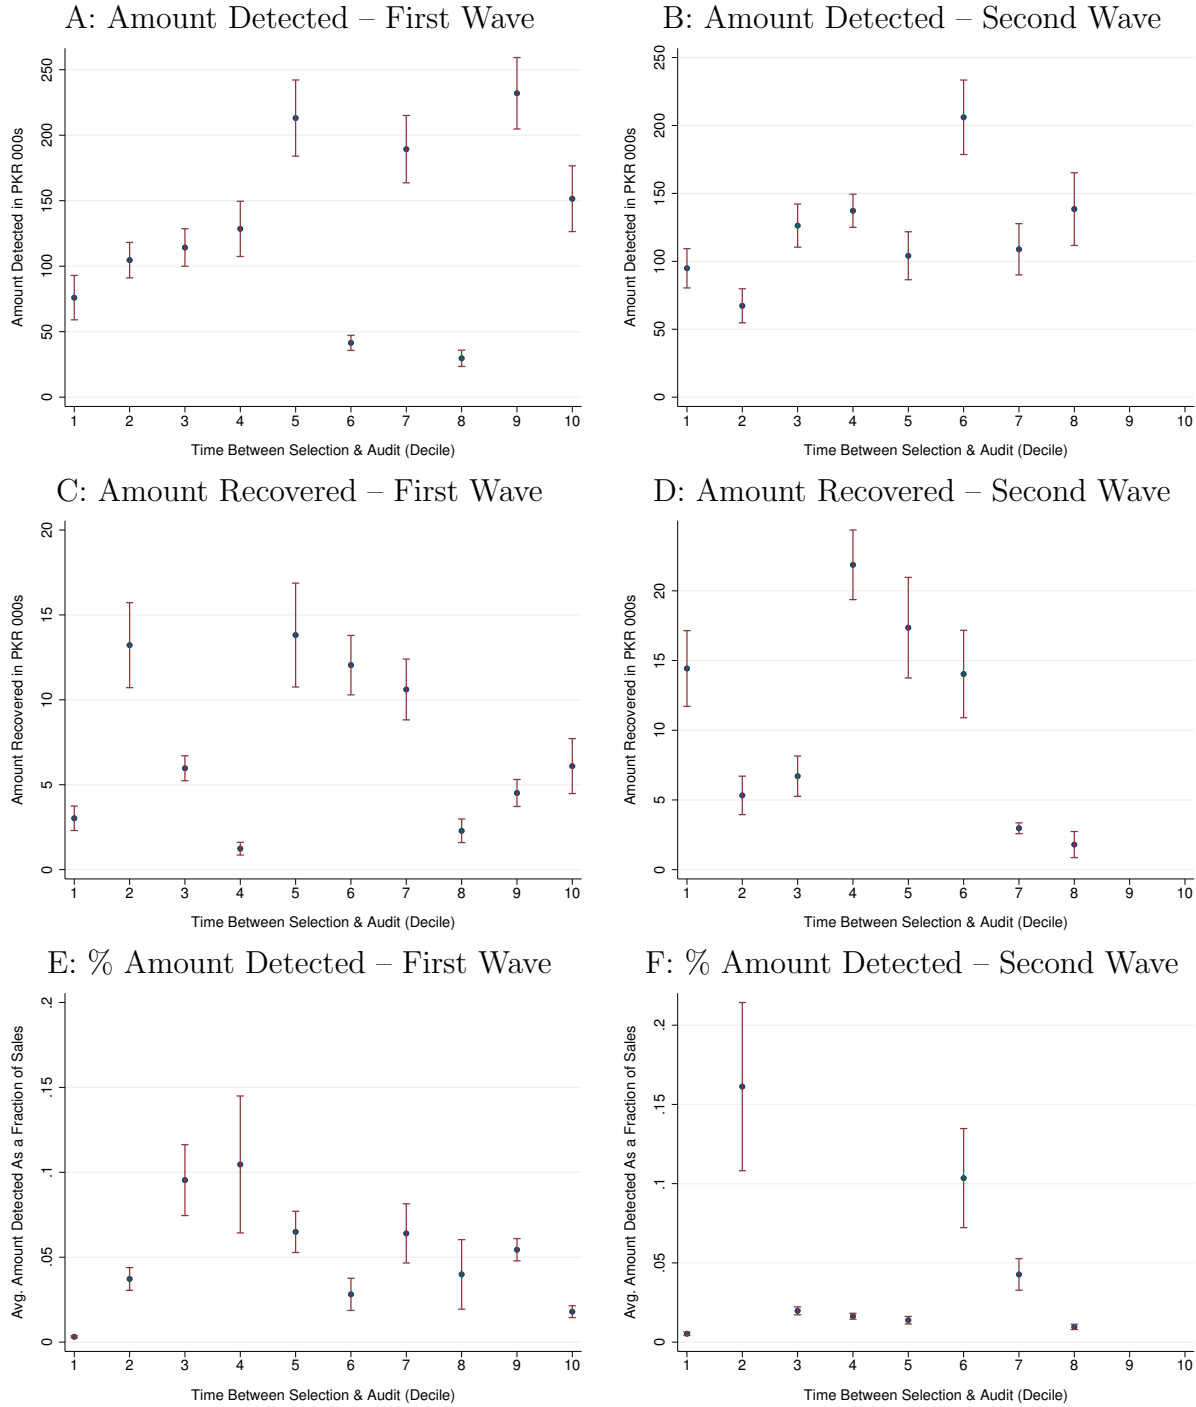 A: Amount Detected – First Wave
Amount Detected in PKR 000s
250
200
150
100
50
0
1 2 3 4 5 6 7 8 9 10
Time Between Selection & Audit (Decile)
B: Amount Detected – Second Wave
Amount Detected in PKR 000s
250
200
150
100
50
0
1 2 3 4 5 6 7 8 9 10
Time Between Selection & Audit (Decile)
C: Amount Recovered – First Wave
Amount Recovered in PKR 000s
20
15
10
5
0
1 2 3 4 5 6 7 8 9 10
Time Between Selection & Audit (Decile)
D: Amount Recovered – Second Wave
Amount Recovered in PKR 000s
20
15
10
5
0
1 2 3 4 5 6 7 8 9 10
Time Between Selection & Audit (Decile)
E: % Amount Detected – First Wave
Avg. Amount Detected As a Fraction of Sales
.2
.15
.1
.05
0
1 2 3 4 5 6 7 8 9 10
Time Between Selection & Audit (Decile)
F: % Amount Detected – Second Wave
Avg. Amount Detected As a Fraction of Sales
.2
.15
.1
.05
0
1 2 3 4 5 6 7 8 9 10
Time Between Selection & Audit (Decile)